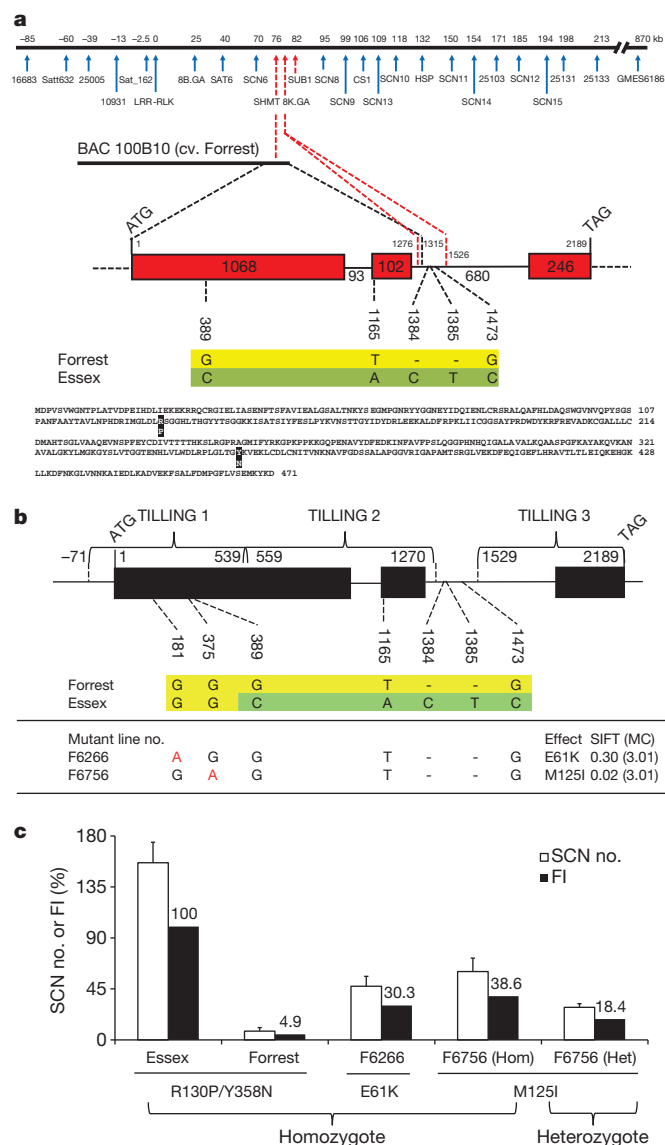 a
−85 −60 −39 −13 −2.5 0 25 39 50 70 76 78 82 95 99 106 109 118 132 147 150 154 171 185 194 198 213 870 kb
16683 Satt632 25005 Sat_162 8B.GA SAT6 SCN6 SUB1 SCN8 CS1 SCN10 HSP SCN11 25103 SCN12 25131 25133 GMES6186
10931 LRR-RLK SHMT 8K.GA SCN9 SCN13 SCN14 SCN15
BAC 100B10 (cv. Forrest)
ATG TAG
1 1276 1315 1526 2189
1068 93 102 680 246
389 1165 1384 1385 1473
Forrest G T - - G
Essex C A C T C
MDPVSVWGNTPLATVDPEIHDLIEKEKRRQCRGIELIASENFTSFAVIEALGSALTNKYSEGMPGNRYYGGNEYIDQIENLCRSRALQAFHLDAQSWGVNVQPYSGS 107
PANFAAYTAVLNPHDRIMGLDLRSGGHLTHGYYTSGGKKISATSIYFESLPYKVNSTTGYIDYDRLEEKALDFRPKLIICGGSAYPRDWDYKRFREVADKCGALLLC 214
P
DMAHTSGLVAAQEVNSPFEYCDIVTTTTHKSLRGPRAGMIFYRKGPKPPKKGQPENAVYDFEDKINFAVFPSLQGGPHNHQIGALAVALKQAASPGFKAYAKQVKAN 321
AVALGKYLMGKGYSLVTGGTENHLVLWDLRPLGLTGYKVEKLCDLCNITVNKNAVFGDSSALAPGGVRIGAPAMTSRGLVEKDFEQIGEFLHRAVTLTLEIQKEHGK 428
N
LLKDFNKGLVNNKAIEDLKADVEKFSALFDMPGFLVSEMKYKD 471
b
ATG TILLING 1 TILLING 2 TILLING 3 TAG
−71 1 539 559 1270 1529 2189
181 375 389 1165 1384 1385 1473
Forrest G G G T - - G
Essex G G C A C T C
Mutant line no. Effect SIFT (MC)
F6266 A G G T - - G E61K 0.30 (3.01)
F6756 G A G T - - G M125I 0.02 (3.01)
c
SCN no. or FI (%)
180
135
90
45
0
SCN no.
FI
100 4.9 30.3 38.6 18.4
Essex Forrest F6266 F6756 (Hom) F6756 (Het)
R130P/Y358N E61K M125I
Homozygote Heterozygote